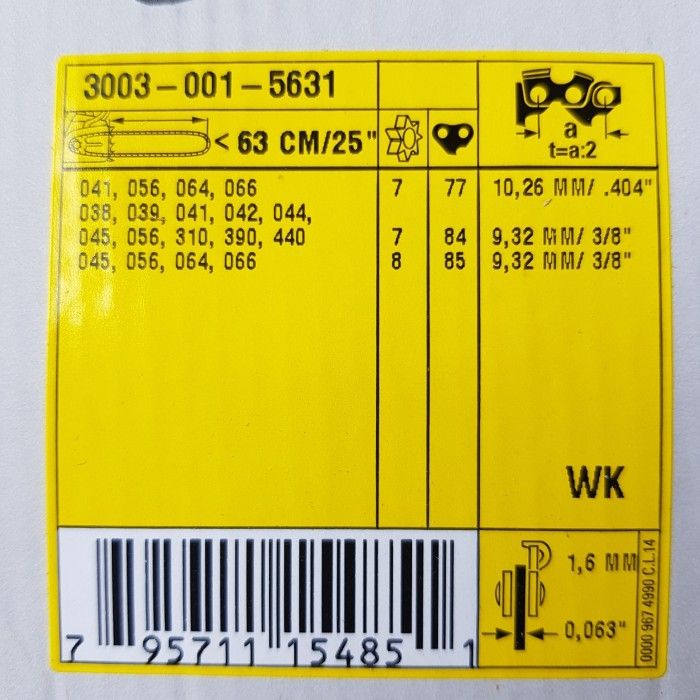 3003-001-5631
< 63 CM/25"
a
t=a:2
041, 056, 064, 066 7 77 10,26 MM/ .404"
038, 039, 041, 042, 044,
045, 056, 310, 390, 440 7 84 9,32 MM/ 3/8"
045, 056, 064, 066 8 85 9,32 MM/ 3/8"
WK
1,6 MM
0,063"
0000 967 4990 C.L14
7 95711 15485 1